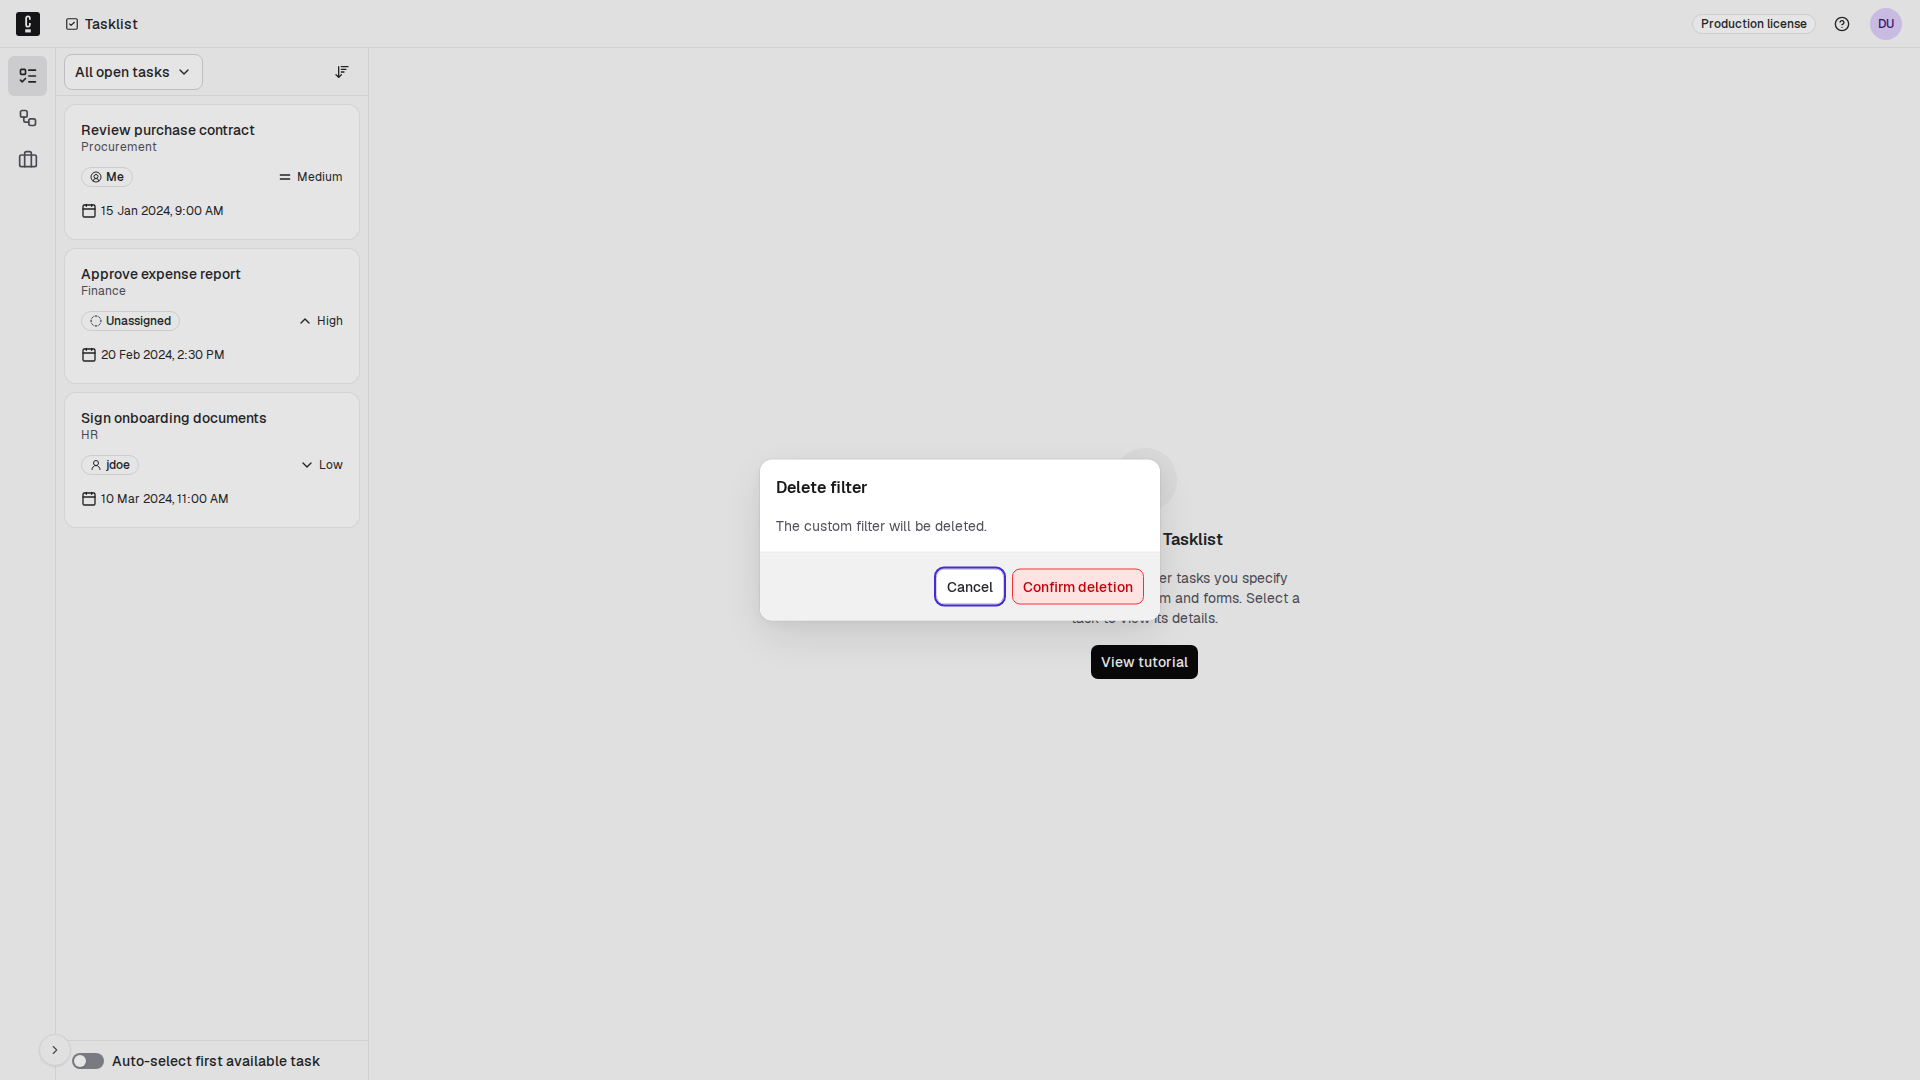 Tasklist
Production license
DU
All open tasks
Review purchase contract
Procurement
Me
Medium
15 Jan 2024, 9:00 AM
Approve expense report
Finance
Unassigned
High
20 Feb 2024, 2:30 PM
Sign onboarding documents
HR
jdoe
Low
10 Mar 2024, 11:00 AM
Delete filter
The custom filter will be deleted.
Cancel
Confirm deletion
Tasklist
tasks you specify
and forms. Select a
details.
View tutorial
Auto-select first available task